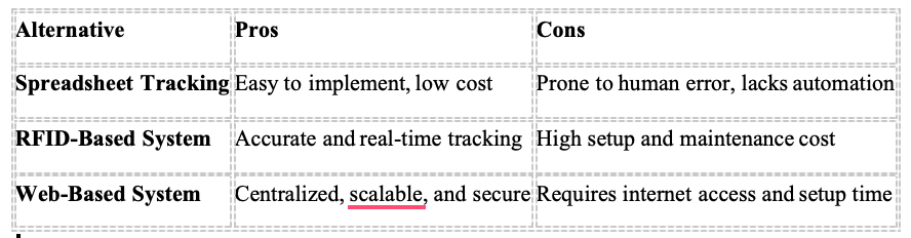 Alternative Pros Cons
Spreadsheet Tracking Easy to implement, low cost Prone to human error, lacks automation
RFID-Based System Accurate and real-time tracking High setup and maintenance cost
Web-Based System Centralized, scalable, and secure Requires internet access and setup time